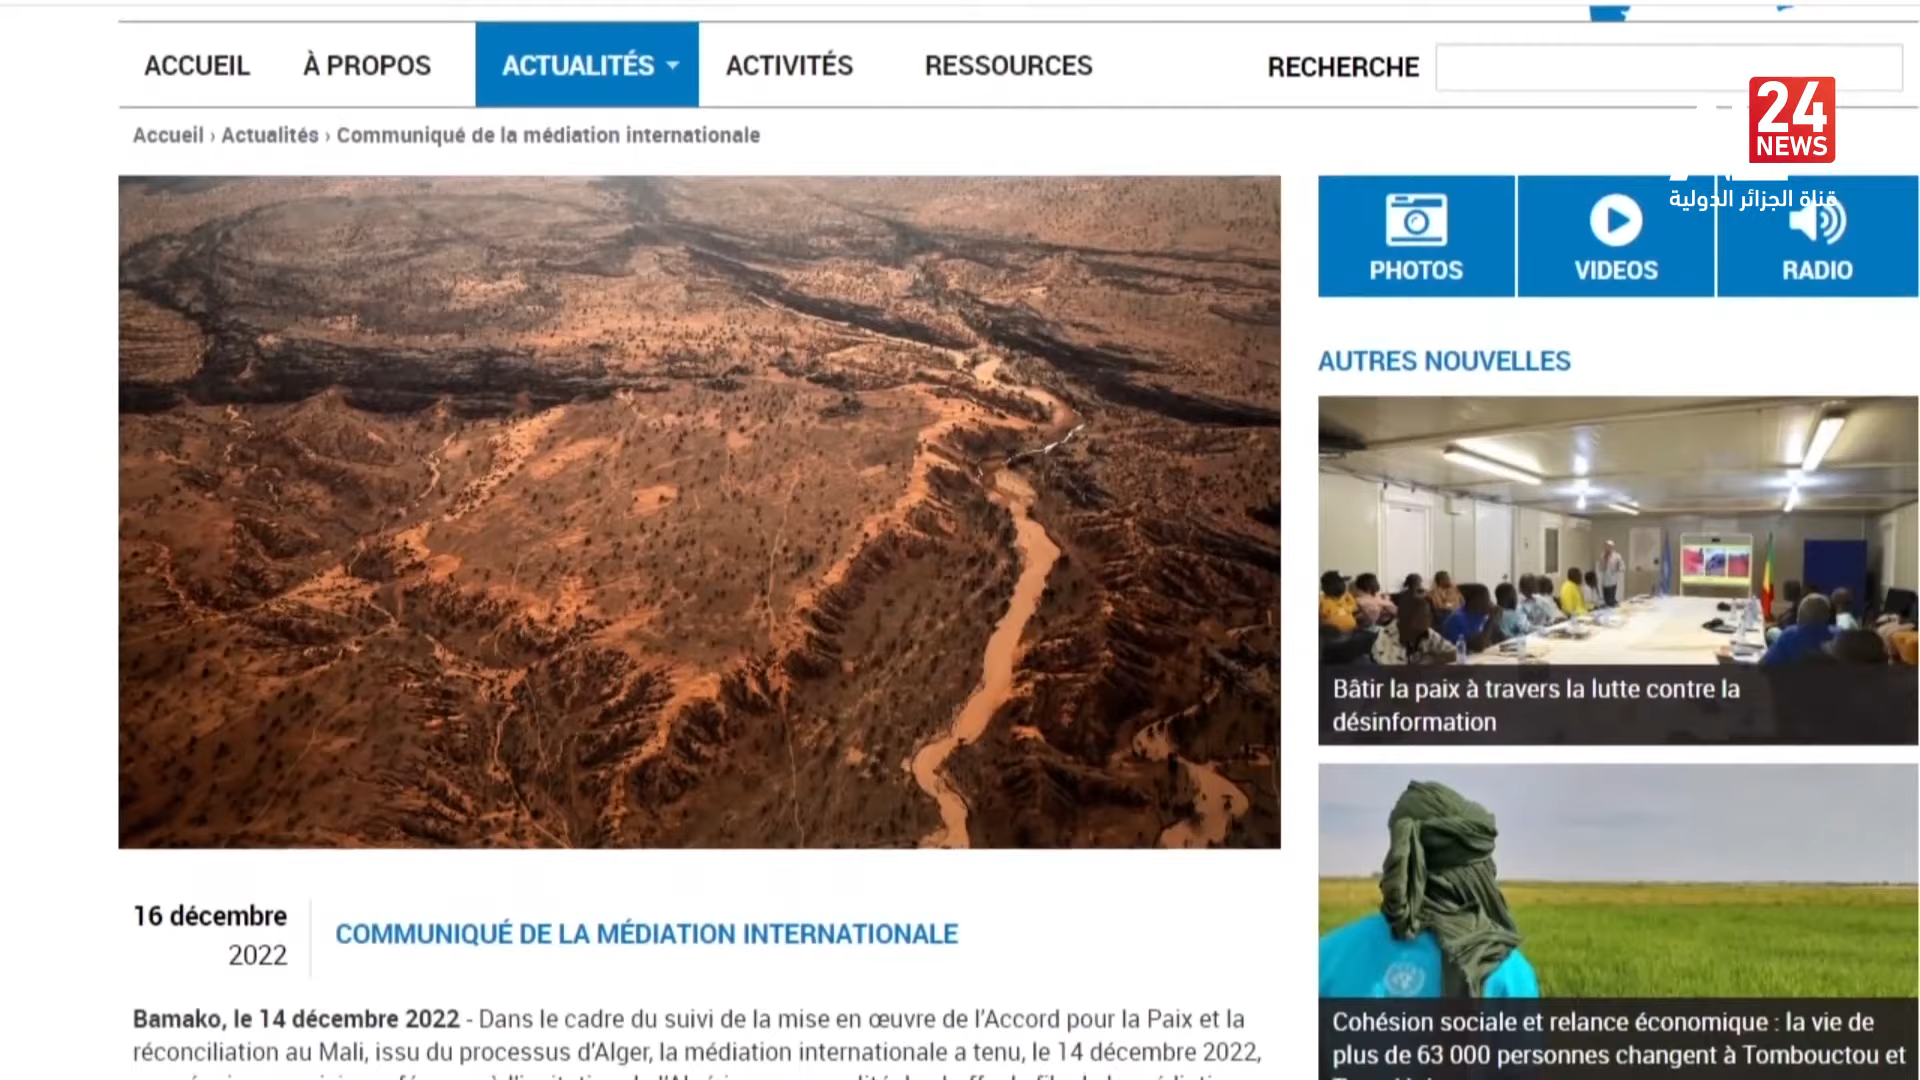 ACCUEIL
À PROPOS
ACTUALITÉS
ACTIVITÉS
RESSOURCES
RECHERCHE
24
NEWS
قناة الجزائر الدولية
Accueil › Actualités › Communiqué de la médiation internationale
PHOTOS
VIDEOS
RADIO
AUTRES NOUVELLES
Bâtir la paix à travers la lutte contre la
désinformation
16 décembre
2022
COMMUNIQUÉ DE LA MÉDIATION INTERNATIONALE
Bamako, le 14 décembre 2022 - Dans le cadre du suivi de la mise en œuvre de l'Accord pour la Paix et la
réconciliation au Mali, issu du processus d'Alger, la médiation internationale a tenu, le 14 décembre 2022,
Cohésion sociale et relance économique : la vie de
plus de 63 000 personnes changent à Tombouctou et